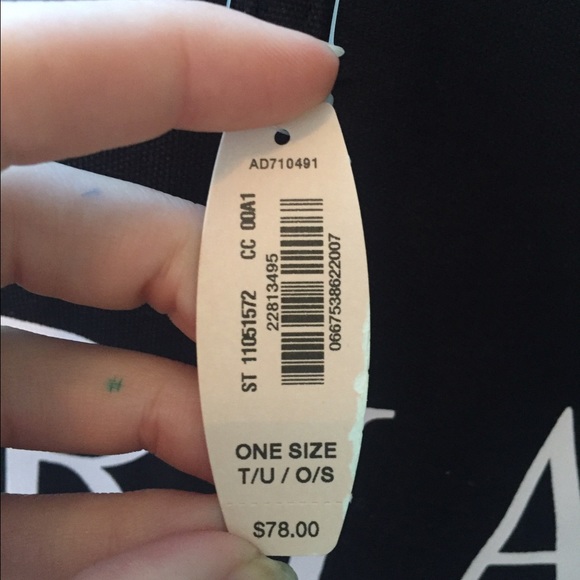 AD710491
ST 11051572 CC 00A1
22813495
0667538622007
ONE SIZE
T/U / O/S
$78.00
R
A